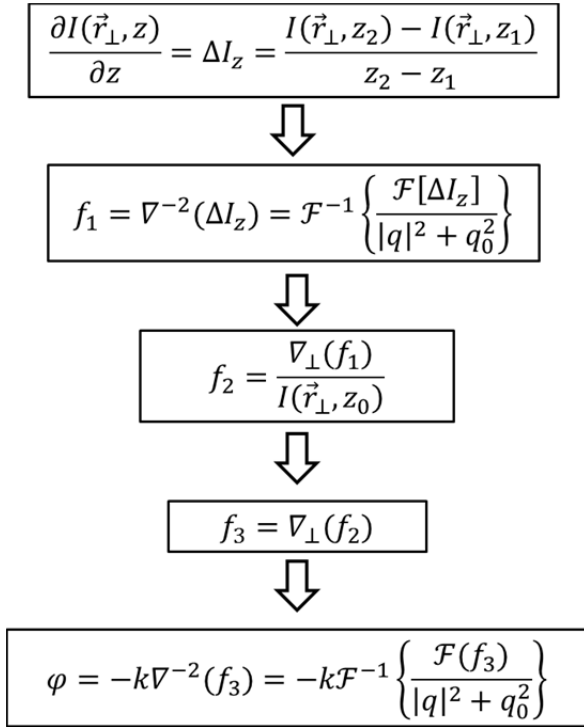 ∂I(r⃗⊥, z)/∂z = ΔI_z = (I(r⃗⊥, z₂) − I(r⃗⊥, z₁))/(z₂ − z₁)
f₁ = ∇⁻²(ΔI_z) = ℱ⁻¹{ℱ[ΔI_z]/(|q|² + q₀²)}
f₂ = ∇⊥(f₁)/I(r⃗⊥, z₀)
f₃ = ∇⊥(f₂)
φ = −k∇⁻²(f₃) = −kℱ⁻¹{ℱ(f₃)/(|q|² + q₀²)}